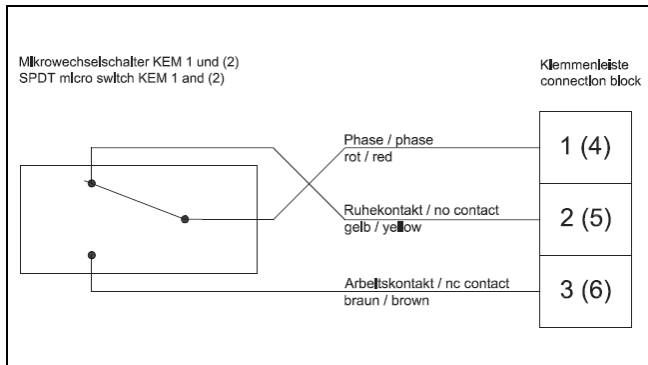 Mikrowechselschalter KEM 1 und (2)
SPDT micro switch KEM 1 and (2)
Klemmenleiste
connection block
Phase / phase
rot / red
1 (4)
Ruhekontakt / no contact
gelb / yellow
2 (5)
Arbeitskontakt / nc contact
braun / brown
3 (6)